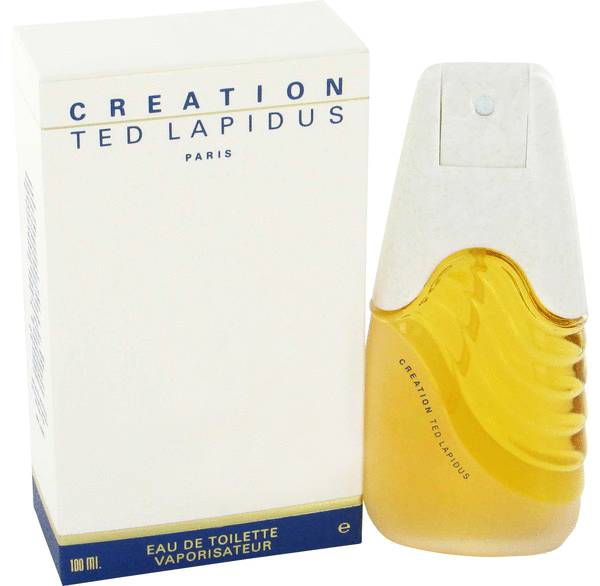 CREATION
TED LAPIDUS
PARIS
100 Ml.
EAU DE TOILETTE
VAPORISATEUR
e
CREATION TED LAPIDUS